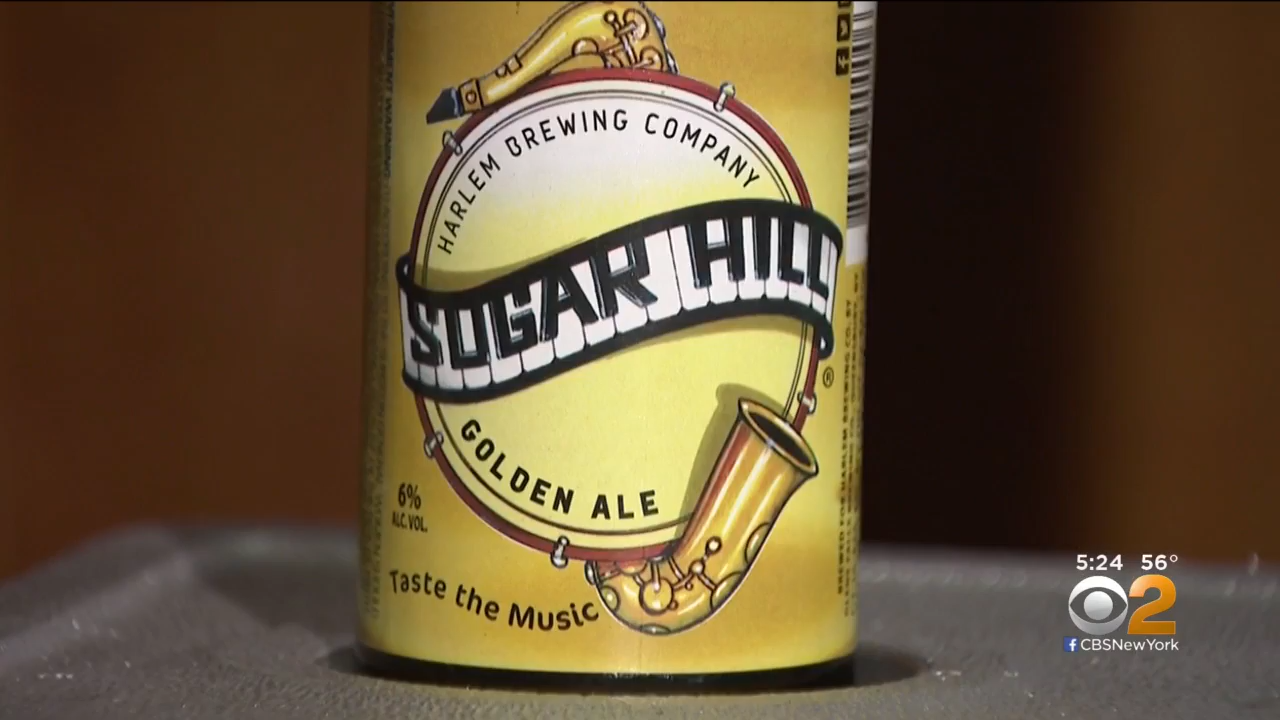 HARLEM BREWING COMPANY
SUGAR HILL
®
GOLDEN ALE
6%
ALC. VOL.
Taste the Music
5:24 56°
2
CBSNewYork